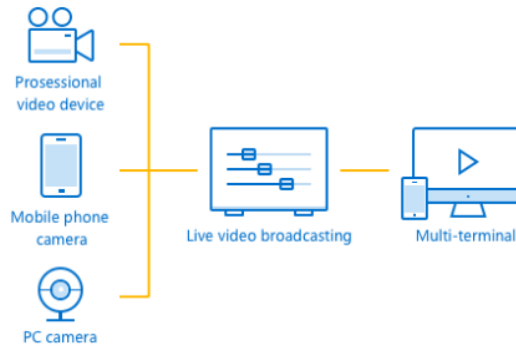 Prosessional
video device
Mobile phone
camera
Live video broadcasting
Multi-terminal
PC camera